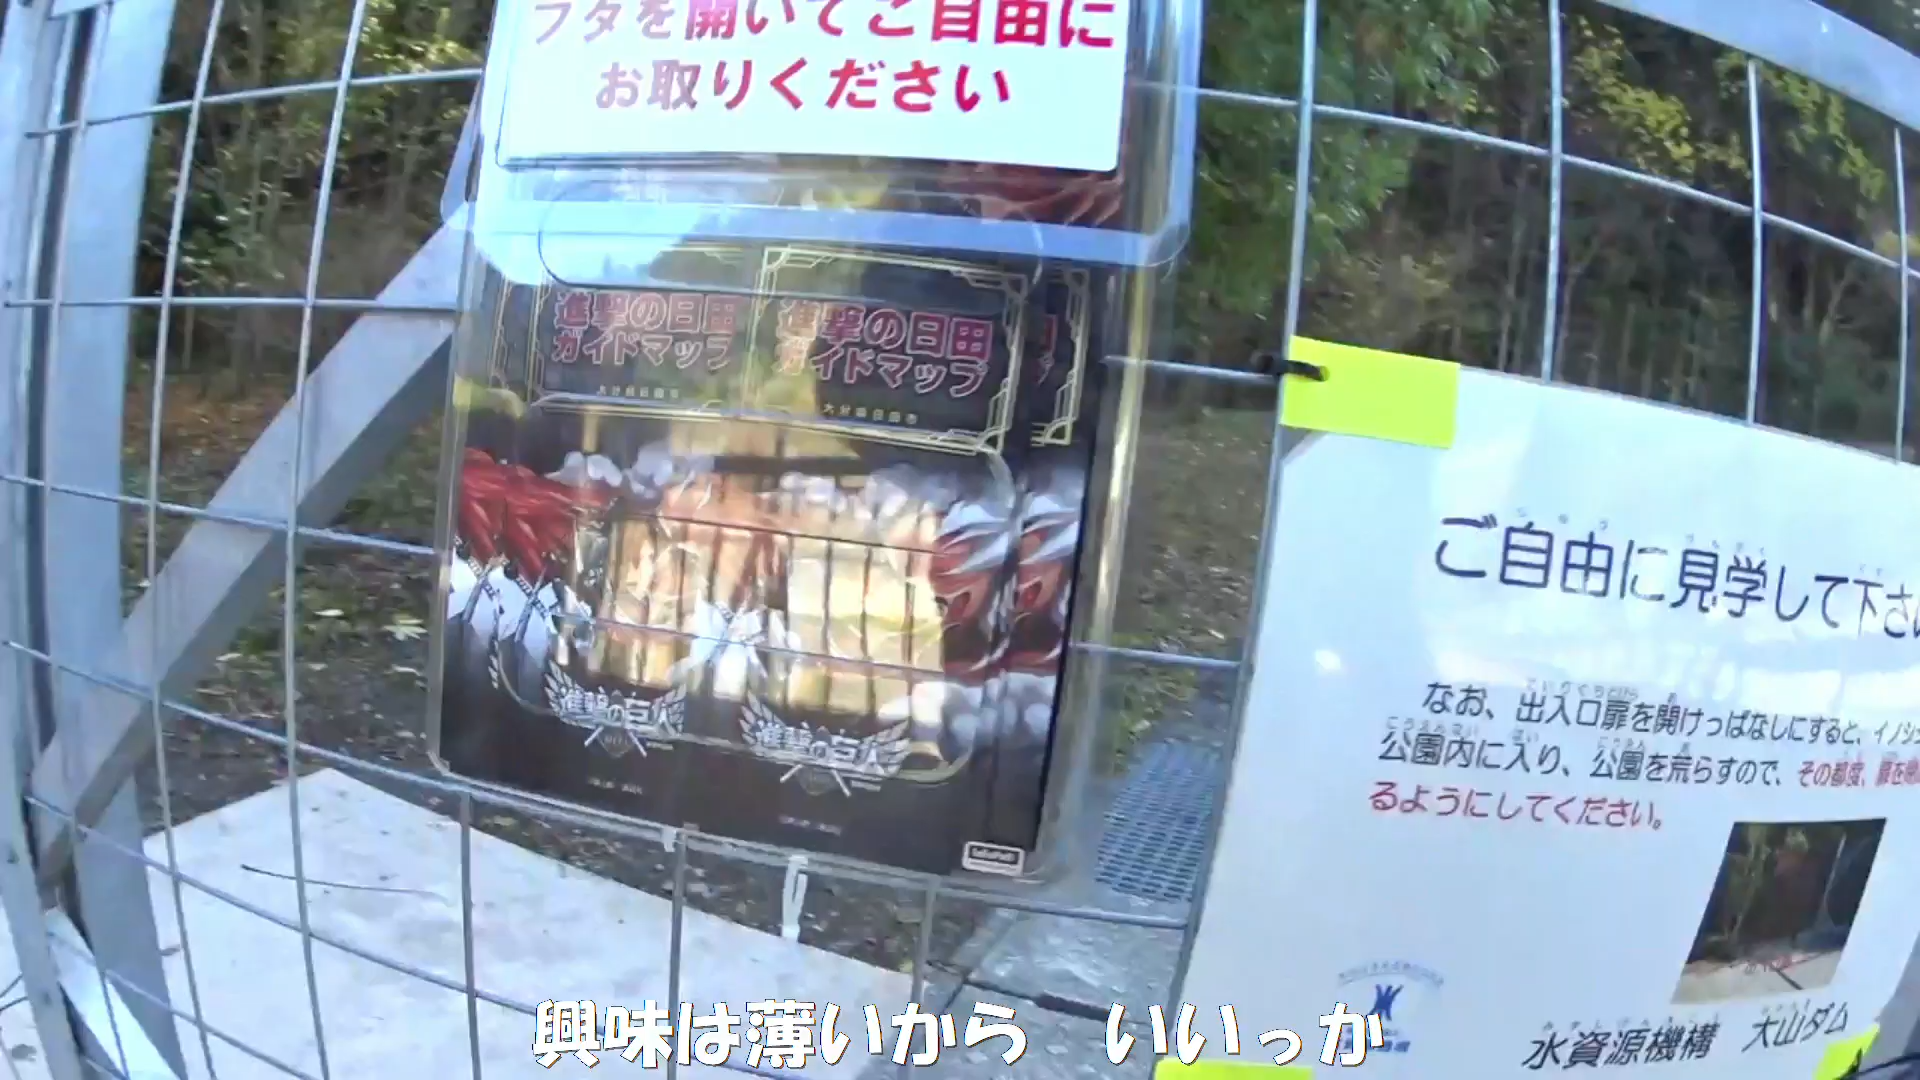 フタを開いてご自由に
お取りください
進撃の日田
ガイドマップ
大分県日田市
進撃の日田
ガイドマップ
大分県日田市
進撃の巨人
進撃の巨人
ご自由に見学して下さい
なお、出入口扉を開けっぱなしにすると、イノシ
公園内に入り、公園を荒らすので、その都度、扉を
るようにしてください。
水資源機構 大山ダム
興味は薄いから いいっか